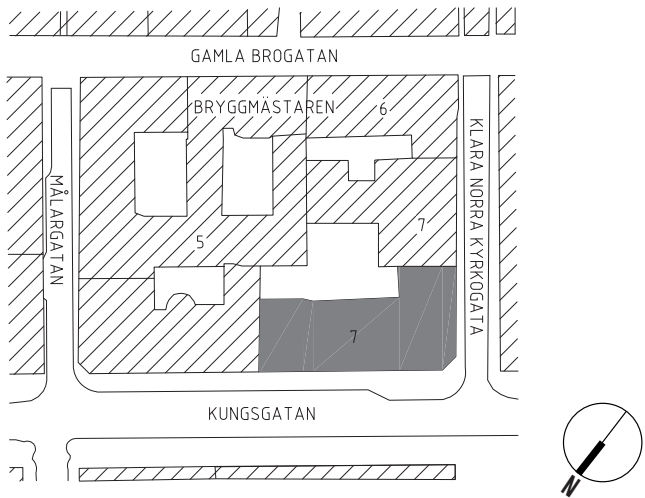 GAMLA BROGATAN
BRYGGMÄSTAREN
6
KLARA NORRA KYRKOGATA
MÅLARGATAN
7
5
7
KUNGSGATAN
N